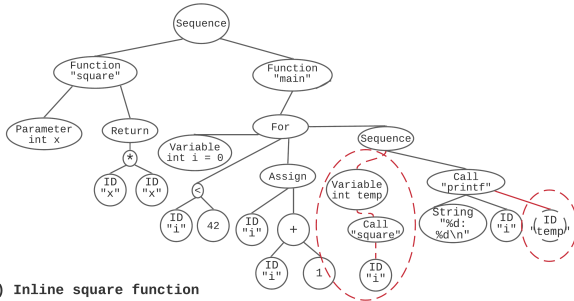 Sequence
Function
"square"
Function
"main"
Parameter
int x
Return
*
ID
"x"
ID
"x"
For
Variable
int i = 0
<
ID
"i"
42
Assign
ID
"i"
+
ID
"i"
1
Sequence
Variable
int temp
Call
"square"
ID
"i"
Call
"printf"
String
"%d:
%d\n"
ID
"i"
ID
"temp"
) Inline square function